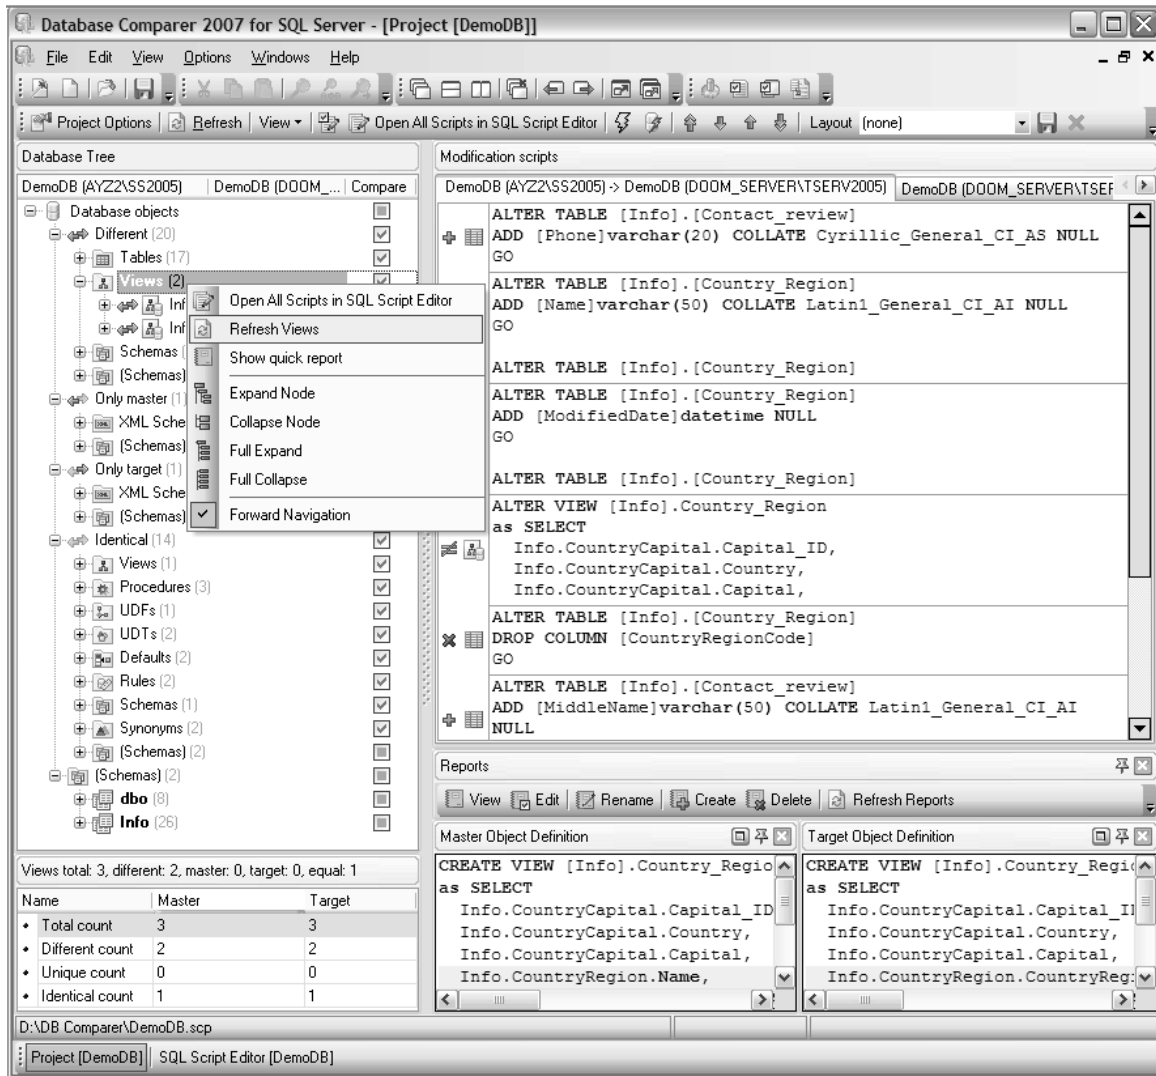 Database Comparer 2007 for SQL Server - [Project [DemoDB]]
File Edit View Options Windows Help
Project Options Refresh View Open All Scripts in SQL Script Editor Layout (none)
Database Tree
DemoDB (AYZ2\SS2005) DemoDB (DOOM_... Compare
Database objects
Different (20)
Tables (17)
Views (2)
Inf
Inf
Schemas (
(Schemas)
Only master (1)
XML Sche
(Schemas)
Only target (1)
XML Sche
(Schemas)
Identical (14)
Views (1)
Procedures (3)
UDFs (1)
UDTs (2)
Defaults (2)
Rules (2)
Schemas (1)
Synonyms (2)
(Schemas) (2)
(Schemas) (2)
dbo (8)
Info (26)
Open All Scripts in SQL Script Editor
Refresh Views
Show quick report
Expand Node
Collapse Node
Full Expand
Full Collapse
Forward Navigation
Views total: 3, different: 2, master: 0, target: 0, equal: 1
Name Master Target
Total count 3 3
Different count 2 2
Unique count 0 0
Identical count 1 1
Modification scripts
DemoDB (AYZ2\SS2005) -> DemoDB (DOOM_SERVER\TSERV2005) DemoDB (DOOM_SERVER\TSEF
ALTER TABLE [Info].[Contact_review]
ADD [Phone]varchar(20) COLLATE Cyrillic_General_CI_AS NULL
GO
ALTER TABLE [Info].[Country_Region]
ADD [Name]varchar(50) COLLATE Latin1_General_CI_AI NULL
GO
ALTER TABLE [Info].[Country_Region]
ALTER TABLE [Info].[Country_Region]
ADD [ModifiedDate]datetime NULL
GO
ALTER TABLE [Info].[Country_Region]
ALTER VIEW [Info].Country_Region
as SELECT
Info.CountryCapital.Capital_ID,
Info.CountryCapital.Country,
Info.CountryCapital.Capital,
ALTER TABLE [Info].[Country_Region]
DROP COLUMN [CountryRegionCode]
GO
ALTER TABLE [Info].[Contact_review]
ADD [MiddleName]varchar(50) COLLATE Latin1_General_CI_AI
NULL
Reports
View Edit Rename Create Delete Refresh Reports
Master Object Definition
CREATE VIEW [Info].Country_Regio
as SELECT
Info.CountryCapital.Capital_ID
Info.CountryCapital.Country,
Info.CountryCapital.Capital,
Info.CountryRegion.Name,
Target Object Definition
CREATE VIEW [Info].Country_Regi
as SELECT
Info.CountryCapital.Capital_I
Info.CountryCapital.Country,
Info.CountryCapital.Capital,
Info.CountryRegion.CountryReg
D:\DB Comparer\DemoDB.scp
Project [DemoDB] SQL Script Editor [DemoDB]